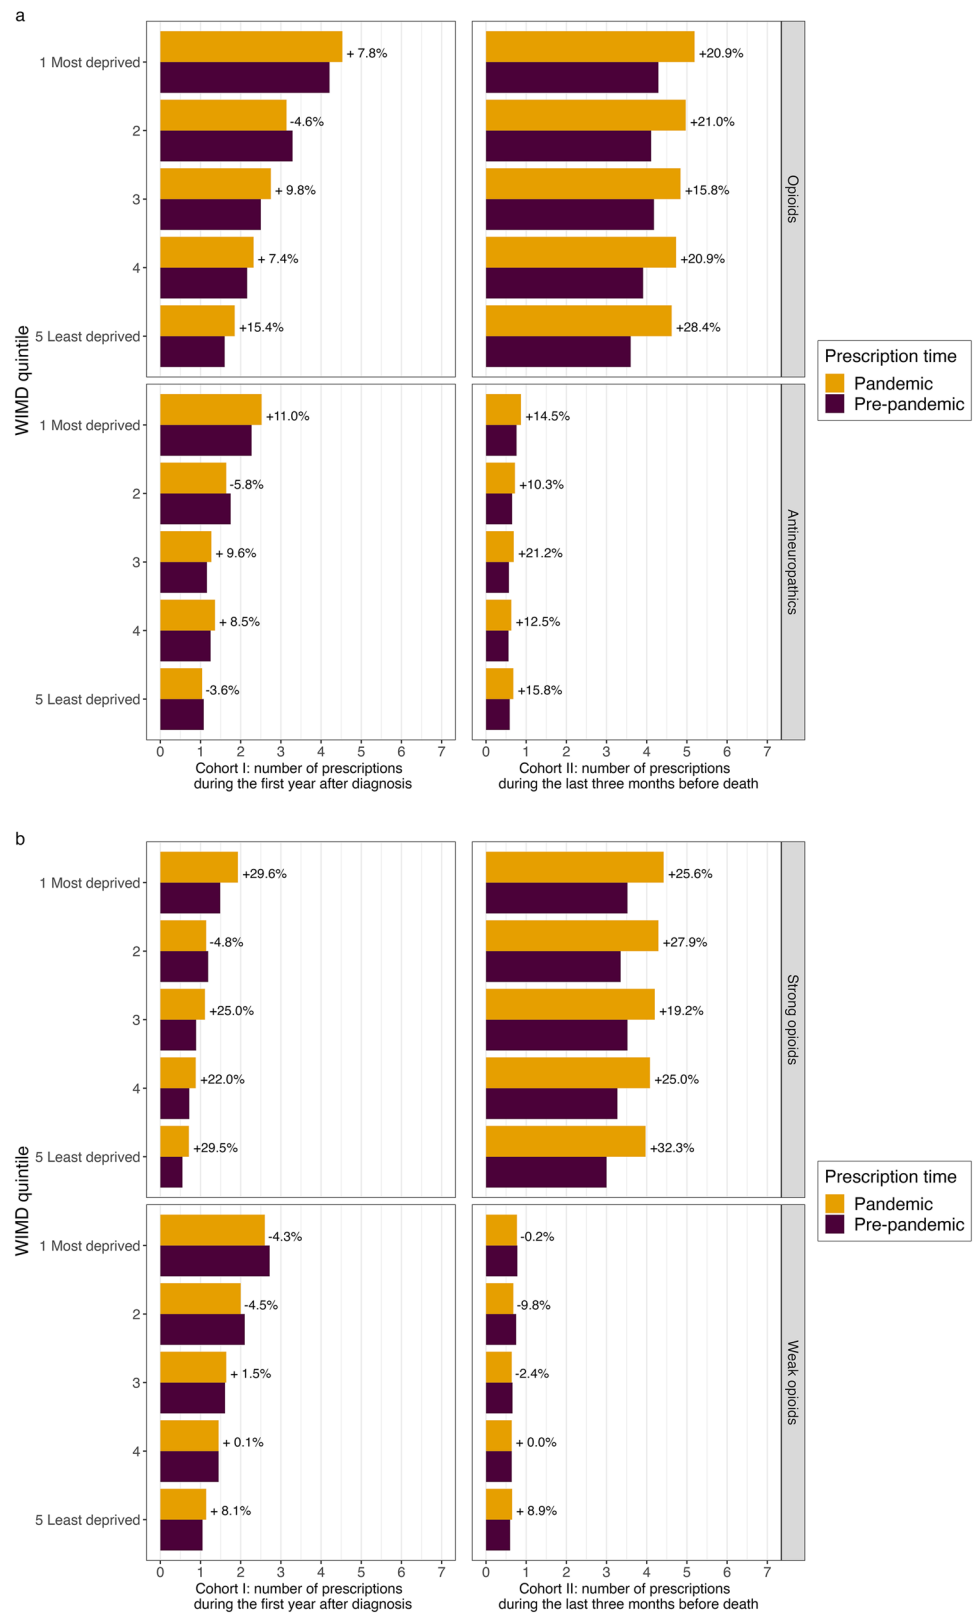 a
1 Most deprived
2
3
4
5 Least deprived
+ 7.8%
-4.6%
+ 9.8%
+ 7.4%
+15.4%
+20.9%
+21.0%
+15.8%
+20.9%
+28.4%
Opioids
WIMD quintile
1 Most deprived
2
3
4
5 Least deprived
+11.0%
-5.8%
+ 9.6%
+ 8.5%
-3.6%
+14.5%
+10.3%
+21.2%
+12.5%
+15.8%
Antineuropathics
0 1 2 3 4 5 6 7
0 1 2 3 4 5 6 7
Cohort I: number of prescriptions
during the first year after diagnosis
Cohort II: number of prescriptions
during the last three months before death
Prescription time
Pandemic
Pre-pandemic
b
1 Most deprived
2
3
4
5 Least deprived
+29.6%
-4.8%
+25.0%
+22.0%
+29.5%
+25.6%
+27.9%
+19.2%
+25.0%
+32.3%
Strong opioids
WIMD quintile
1 Most deprived
2
3
4
5 Least deprived
-4.3%
-4.5%
+ 1.5%
+ 0.1%
+ 8.1%
-0.2%
-9.8%
-2.4%
+ 0.0%
+ 8.9%
Weak opioids
0 1 2 3 4 5 6 7
0 1 2 3 4 5 6 7
Cohort I: number of prescriptions
during the first year after diagnosis
Cohort II: number of prescriptions
during the last three months before death
Prescription time
Pandemic
Pre-pandemic